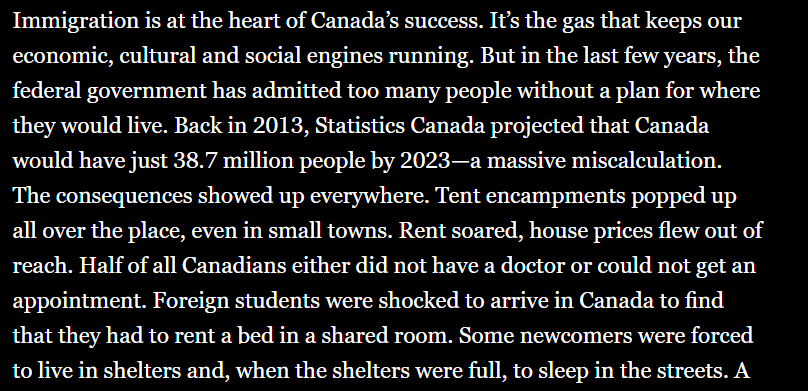 Immigration is at the heart of Canada’s success. It’s the gas that keeps our
economic, cultural and social engines running. But in the last few years, the
federal government has admitted too many people without a plan for where
they would live. Back in 2013, Statistics Canada projected that Canada
would have just 38.7 million people by 2023—a massive miscalculation.
The consequences showed up everywhere. Tent encampments popped up
all over the place, even in small towns. Rent soared, house prices flew out of
reach. Half of all Canadians either did not have a doctor or could not get an
appointment. Foreign students were shocked to arrive in Canada to find
that they had to rent a bed in a shared room. Some newcomers were forced
to live in shelters and, when the shelters were full, to sleep in the streets. A